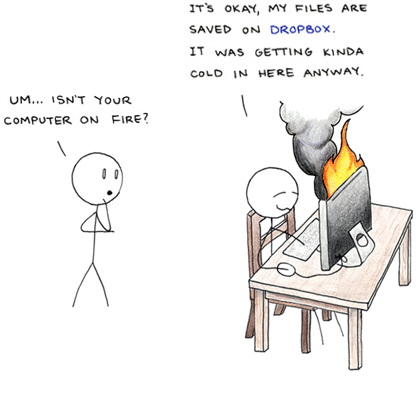 UM... ISN'T YOUR
COMPUTER ON FIRE?
IT'S OKAY, MY FILES ARE
SAVED ON DROPBOX.
IT WAS GETTING KINDA
COLD IN HERE ANYWAY.